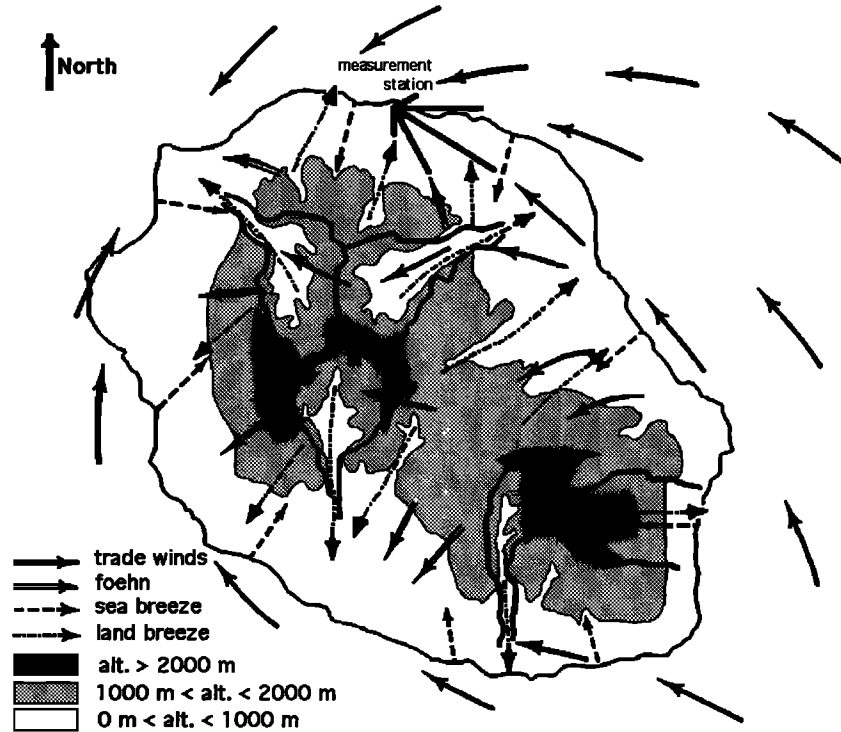 measurement
station
North
trade winds
foehn
sea breeze
land breeze
alt. > 2000 m
1000 m < alt. < 2000 m
0 m < alt. < 1000 m